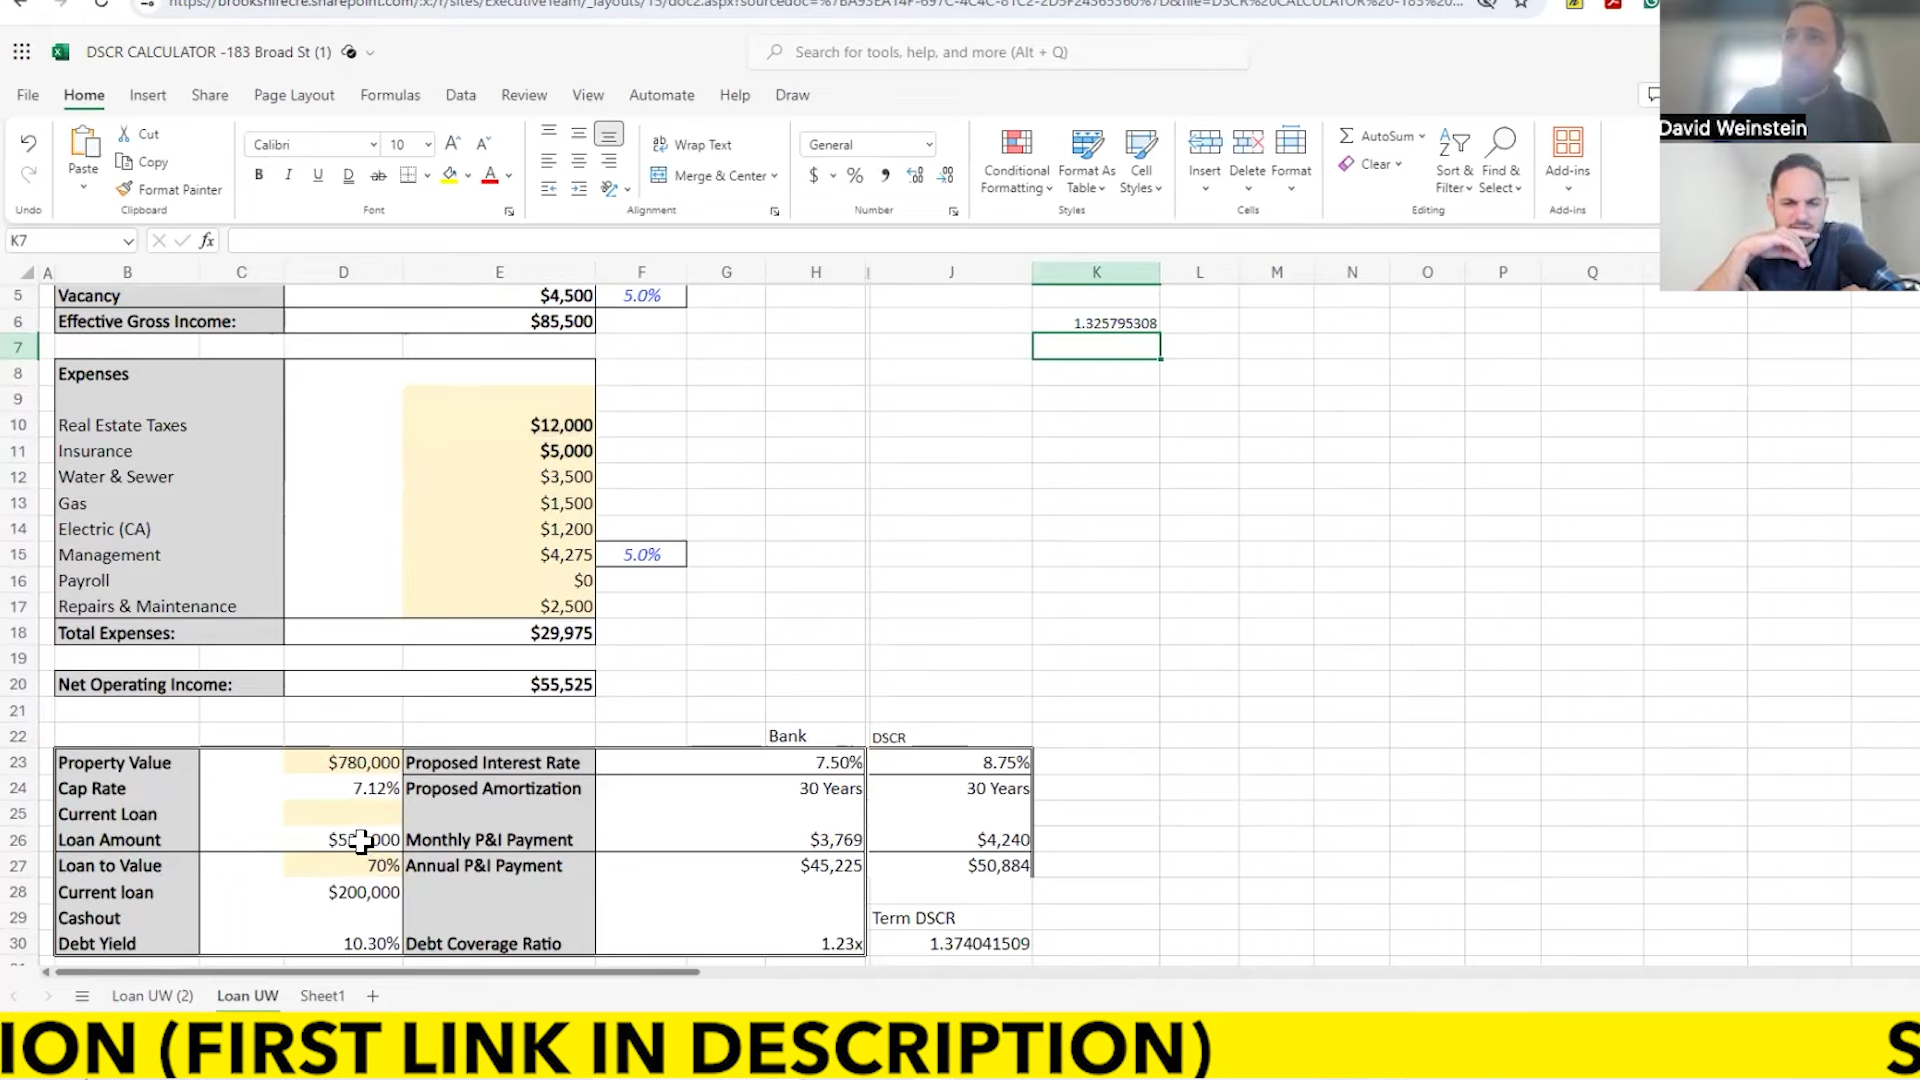 DSCR CALCULATOR -183 Broad St (1)
Search for tools, help, and more (Alt + Q)
File Home Insert Share Page Layout Formulas Data Review View Automate Help Draw
Paste
Cut
Copy
Format Painter
Calibri 10
B I U D ab
Wrap Text
Merge & Center
General
$ %
Conditional Formatting
Format As Table
Cell Styles
Insert Delete Format
AutoSum
Clear
Sort & Filter
Find & Select
Add-ins
Undo Clipboard Font Alignment Number Styles Cells Editing Add-ins
David Weinstein
K7 fx
A B C D E F G H I J K L M N O P Q
5 Vacancy $4,500 5.0%
6 Effective Gross Income: $85,500 1.325795308
7
8 Expenses
9
10 Real Estate Taxes $12,000
11 Insurance $5,000
12 Water & Sewer $3,500
13 Gas $1,500
14 Electric (CA) $1,200
15 Management $4,275 5.0%
16 Payroll $0
17 Repairs & Maintenance $2,500
18 Total Expenses: $29,975
19
20 Net Operating Income: $55,525
21
22 Bank DSCR
23 Property Value $780,000 Proposed Interest Rate 7.50% 8.75%
24 Cap Rate 7.12% Proposed Amortization 30 Years 30 Years
25 Current Loan
26 Loan Amount Monthly P&I Payment $3,769 $4,240
27 Loan to Value 70% Annual P&I Payment $45,225 $50,884
28 Current loan $200,000
29 Cashout Term DSCR
30 Debt Yield 10.30% Debt Coverage Ratio 1.23x 1.374041509
Loan UW (2) Loan UW Sheet1 +
ION (FIRST LINK IN DESCRIPTION) S